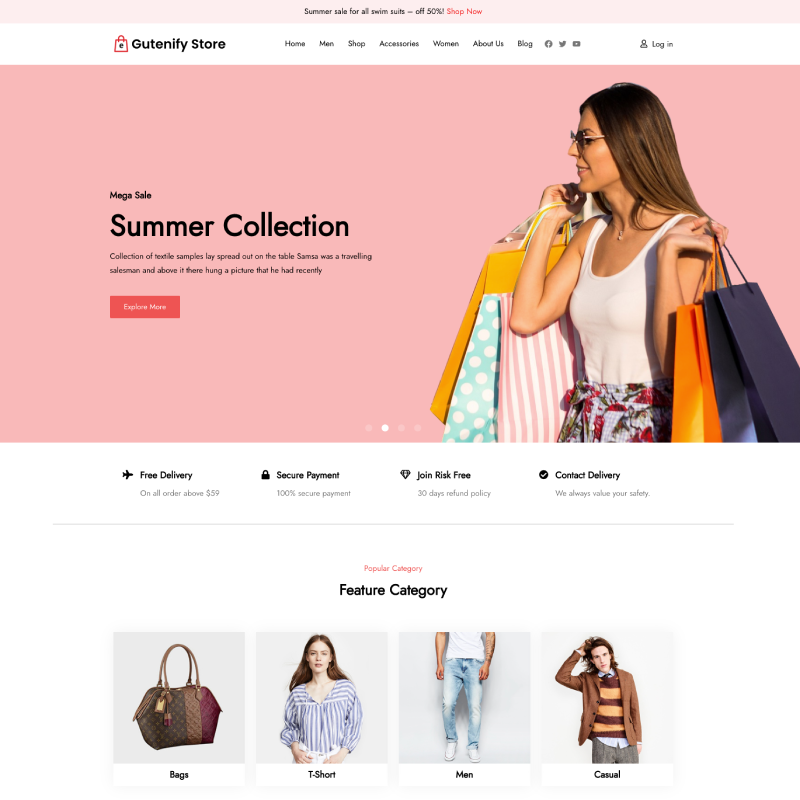 Summer sale for all swim suits – off 50%! Shop Now
e Gutenify Store
Home Men Shop Accessories Women About Us Blog Log in
Mega Sale
Summer Collection
Collection of textile samples lay spread out on the table Samsa was a travelling
salesman and above it there hung a picture that he had recently
Explore More
Free Delivery Secure Payment Join Risk Free Contact Delivery
On all order above $59 100% secure payment 30 days refund policy We always value your safety.
Popular Category
Feature Category
Bags T-Short Men Casual